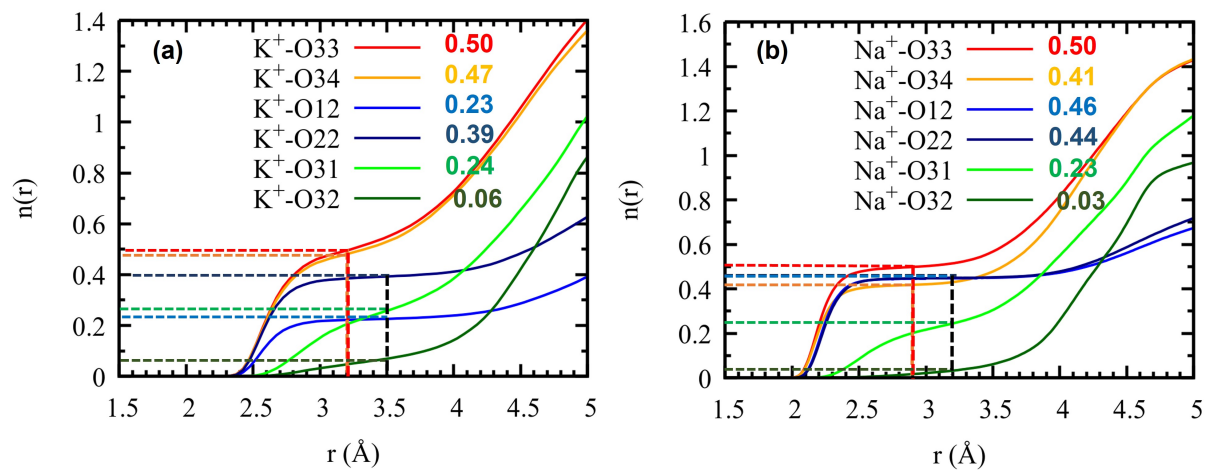 (a)
K+-O33 0.50
K+-O34 0.47
K+-O12 0.23
K+-O22 0.39
K+-O31 0.24
K+-O32 0.06
n(r)
1.4
1.2
1
0.8
0.6
0.4
0.2
0
1.5 2 2.5 3 3.5 4 4.5 5
r (Å)
(b)
Na+-O33 0.50
Na+-O34 0.41
Na+-O12 0.46
Na+-O22 0.44
Na+-O31 0.23
Na+-O32 0.03
n(r)
1.6
1.4
1.2
1
0.8
0.6
0.4
0.2
0
1.5 2 2.5 3 3.5 4 4.5 5
r (Å)